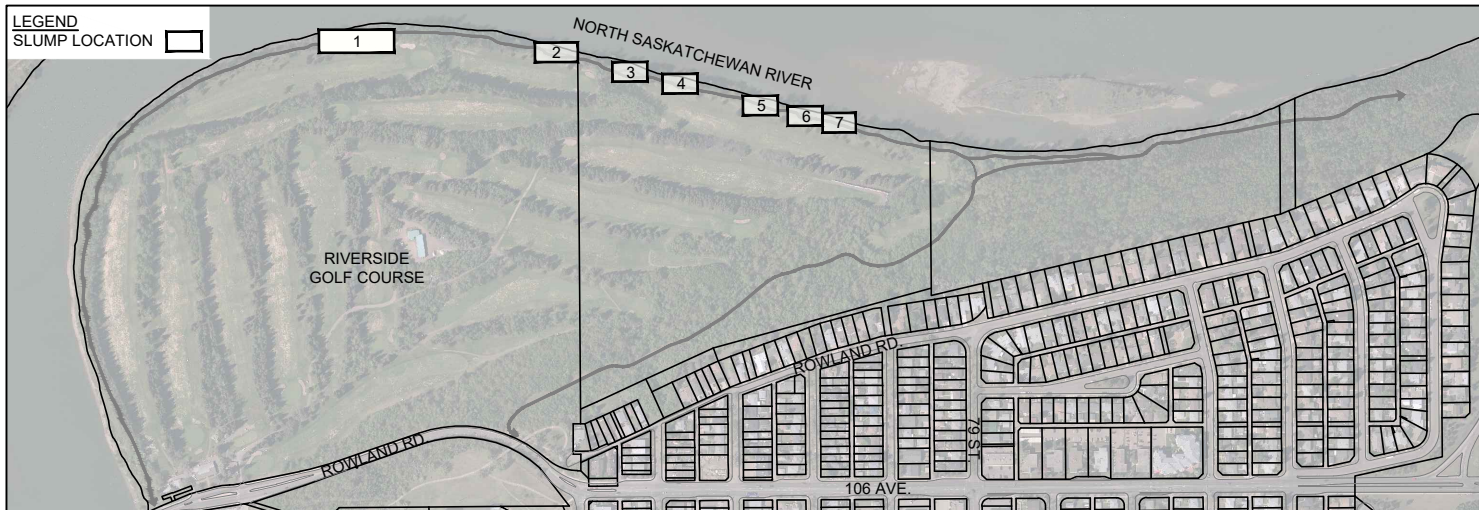 LEGEND
SLUMP LOCATION
1
2
3
4
5
6
7
NORTH SASKATCHEWAN RIVER
RIVERSIDE
GOLF COURSE
ROWLAND RD.
ROWLAND RD.
79 ST.
106 AVE.